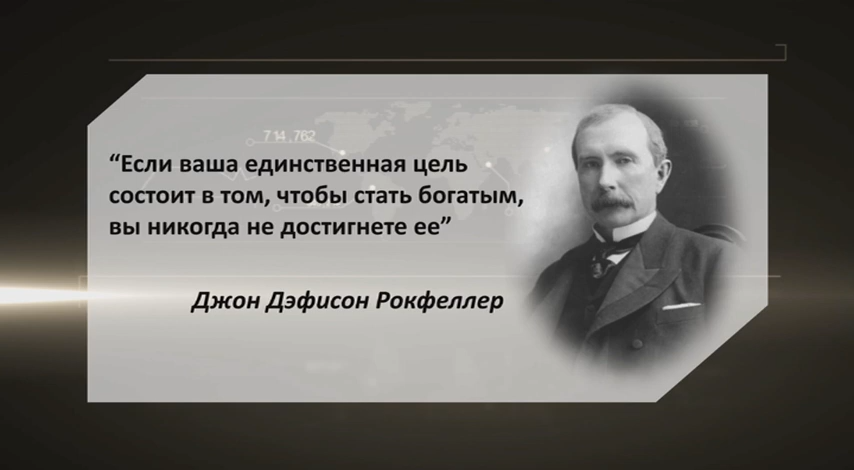 714,762
“Если ваша единственная цель
состоит в том, чтобы стать богатым,
вы никогда не достигнете ее”
Джон Дэфисон Рокфеллер